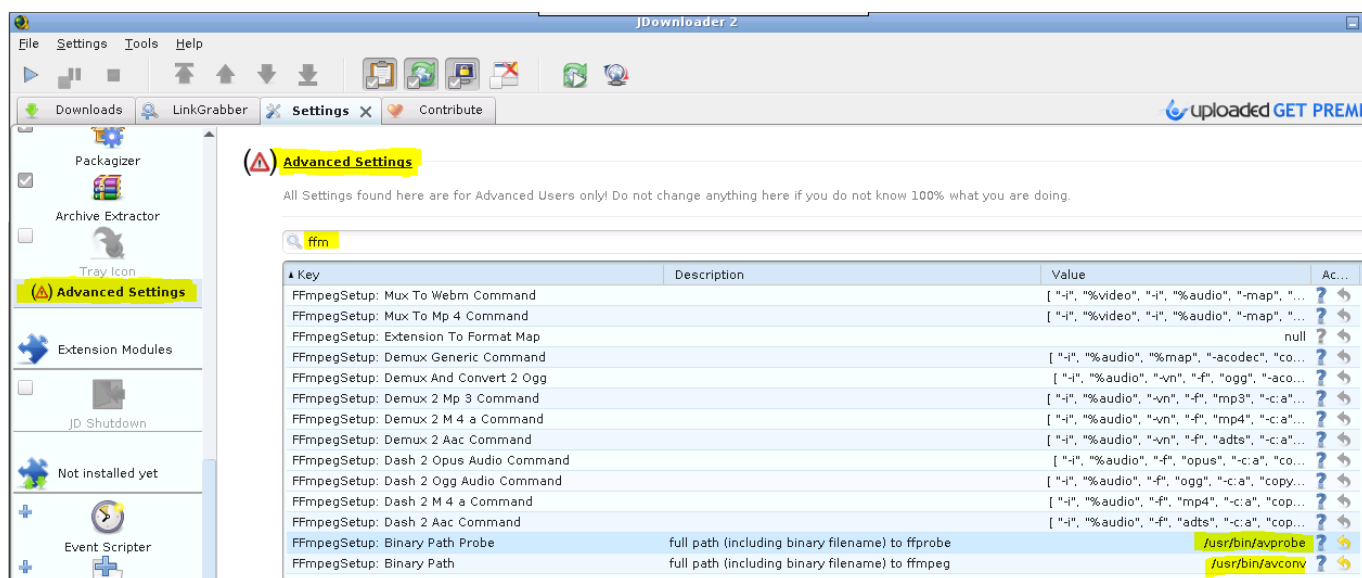 JDownloader 2
File Settings Tools Help
Downloads LinkGrabber Settings X Contribute
uploaded GET PREMI
Packagizer
Archive Extractor
Tray Icon
Advanced Settings
Extension Modules
JD Shutdown
Not installed yet
Event Scripter
Advanced Settings
All Settings found here are for Advanced Users only! Do not change anything here if you do not know 100% what you are doing.
ffm
Key Description Value Ac...
FFmpegSetup: Mux To Webm Command [ "-i", "%video", "-i", "%audio", "-map", "... ?
FFmpegSetup: Mux To Mp 4 Command [ "-i", "%video", "-i", "%audio", "-map", "... ?
FFmpegSetup: Extension To Format Map null ?
FFmpegSetup: Demux Generic Command [ "-i", "%audio", "%map", "-acodec", "co... ?
FFmpegSetup: Demux And Convert 2 Ogg [ "-i", "%audio", "-vn", "-f", "ogg", "-aco... ?
FFmpegSetup: Demux 2 Mp 3 Command [ "-i", "%audio", "-vn", "-f", "mp3", "-c:a"... ?
FFmpegSetup: Demux 2 M 4 a Command [ "-i", "%audio", "-vn", "-f", "mp4", "-c:a"... ?
FFmpegSetup: Demux 2 Aac Command [ "-i", "%audio", "-vn", "-f", "adts", "-c:a"... ?
FFmpegSetup: Dash 2 Opus Audio Command [ "-i", "%audio", "-f", "opus", "-c:a", "co... ?
FFmpegSetup: Dash 2 Ogg Audio Command [ "-i", "%audio", "-f", "ogg", "-c:a", "copy... ?
FFmpegSetup: Dash 2 M 4 a Command [ "-i", "%audio", "-f", "mp4", "-c:a", "cop... ?
FFmpegSetup: Dash 2 Aac Command [ "-i", "%audio", "-f", "adts", "-c:a", "cop... ?
FFmpegSetup: Binary Path Probe full path (including binary filename) to ffprobe /usr/bin/avprobe ?
FFmpegSetup: Binary Path full path (including binary filename) to ffmpeg /usr/bin/avconv ?